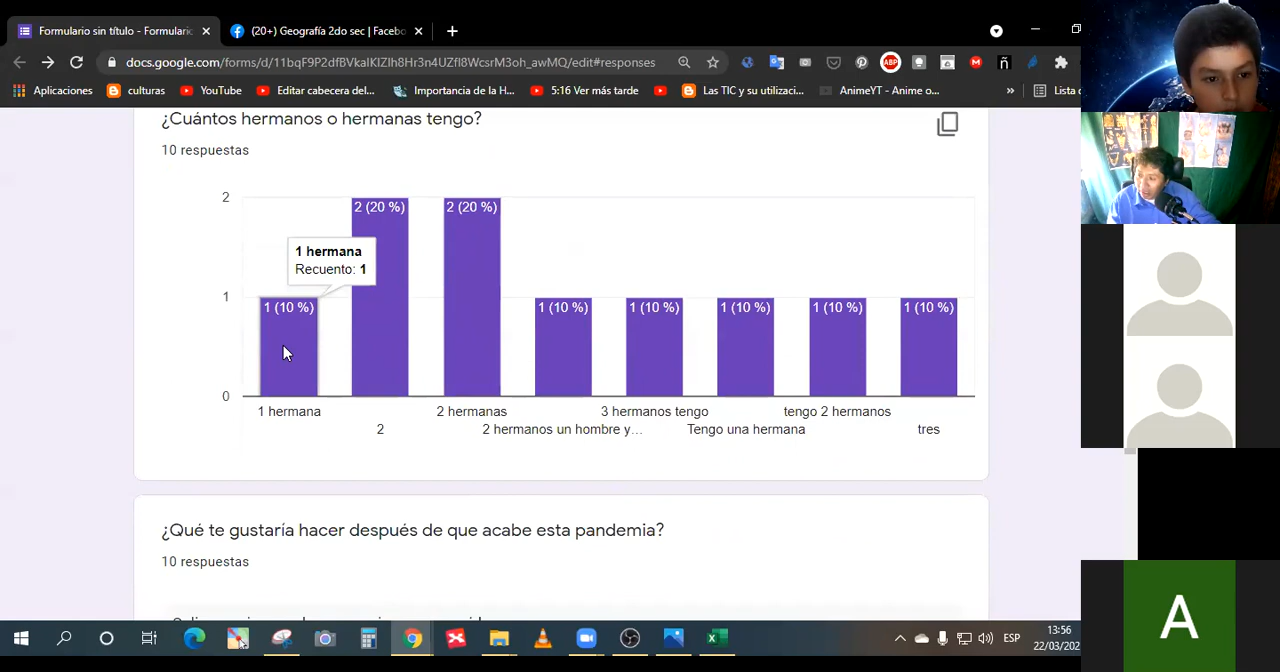 Formulario sin título - Formulario
(20+) Geografía 2do sec | Facebo
docs.google.com/forms/d/11bqF9P2dfBVkalKIZIh8Hr3n4UZfI8WcsrM3oh_awMQ/edit#responses
ABP
M
ñ
Aplicaciones
culturas
YouTube
Editar cabecera del...
Importancia de la H...
5:16 Ver más tarde
Las TIC y su utilizaci...
AnimeYT - Anime o...
»
Lista
¿Cuántos hermanos o hermanas tengo?
10 respuestas
2
1
0
1 (10 %)
2 (20 %)
2 (20 %)
1 (10 %)
1 (10 %)
1 (10 %)
1 (10 %)
1 (10 %)
1 hermana
Recuento: 1
1 hermana
2
2 hermanas
2 hermanos un hombre y...
3 hermanos tengo
Tengo una hermana
tengo 2 hermanos
tres
¿Qué te gustaría hacer después de que acabe esta pandemia?
10 respuestas
A
ESP
13:56
22/03/202